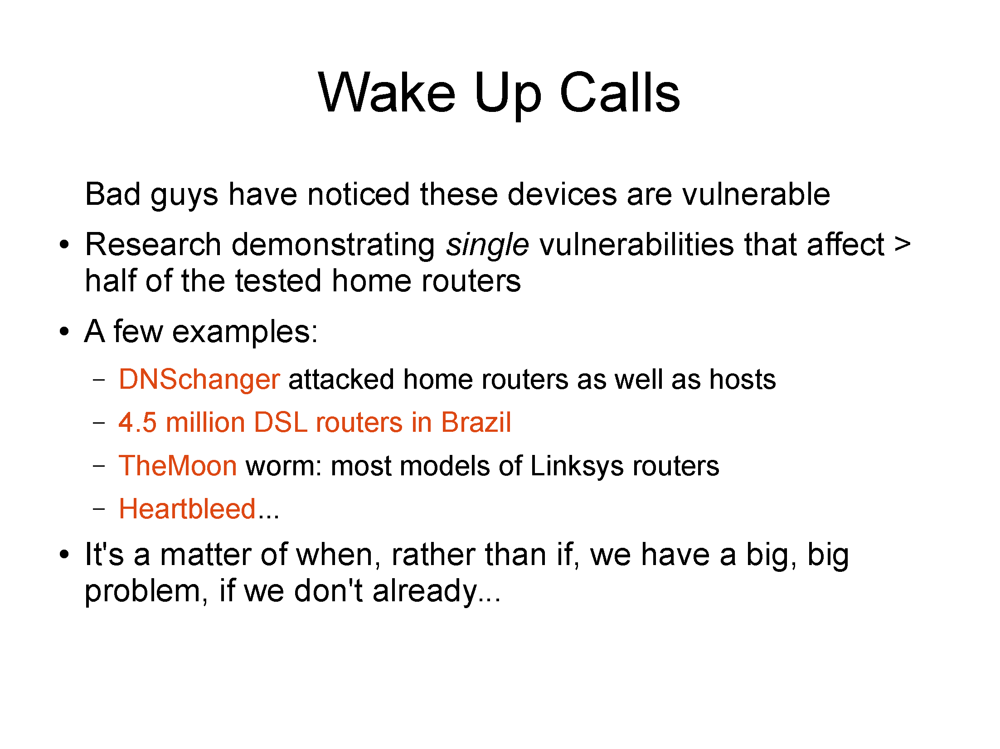 Wake Up Calls
Bad guys have noticed these devices are vulnerable
● Research demonstrating single vulnerabilities that affect >
half of the tested home routers
● A few examples:
– DNSchanger attacked home routers as well as hosts
– 4.5 million DSL routers in Brazil
– TheMoon worm: most models of Linksys routers
– Heartbleed...
● It's a matter of when, rather than if, we have a big, big
problem, if we don't already...